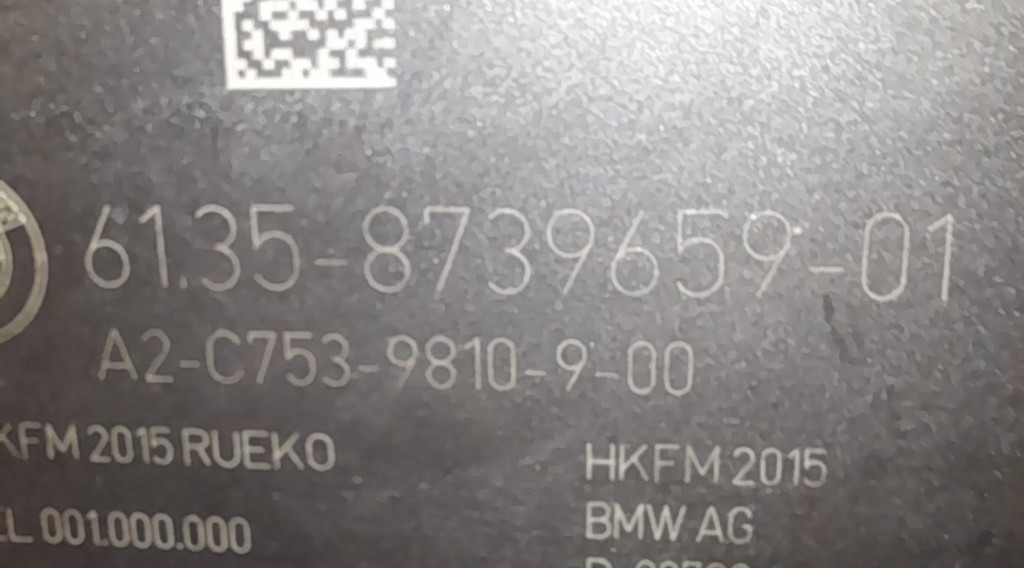 61.35-8739659-01
A2-C753-9810-9-00
KFM 2015 RUEKO
HKFM 2015
L 001.000.000
BMW AG